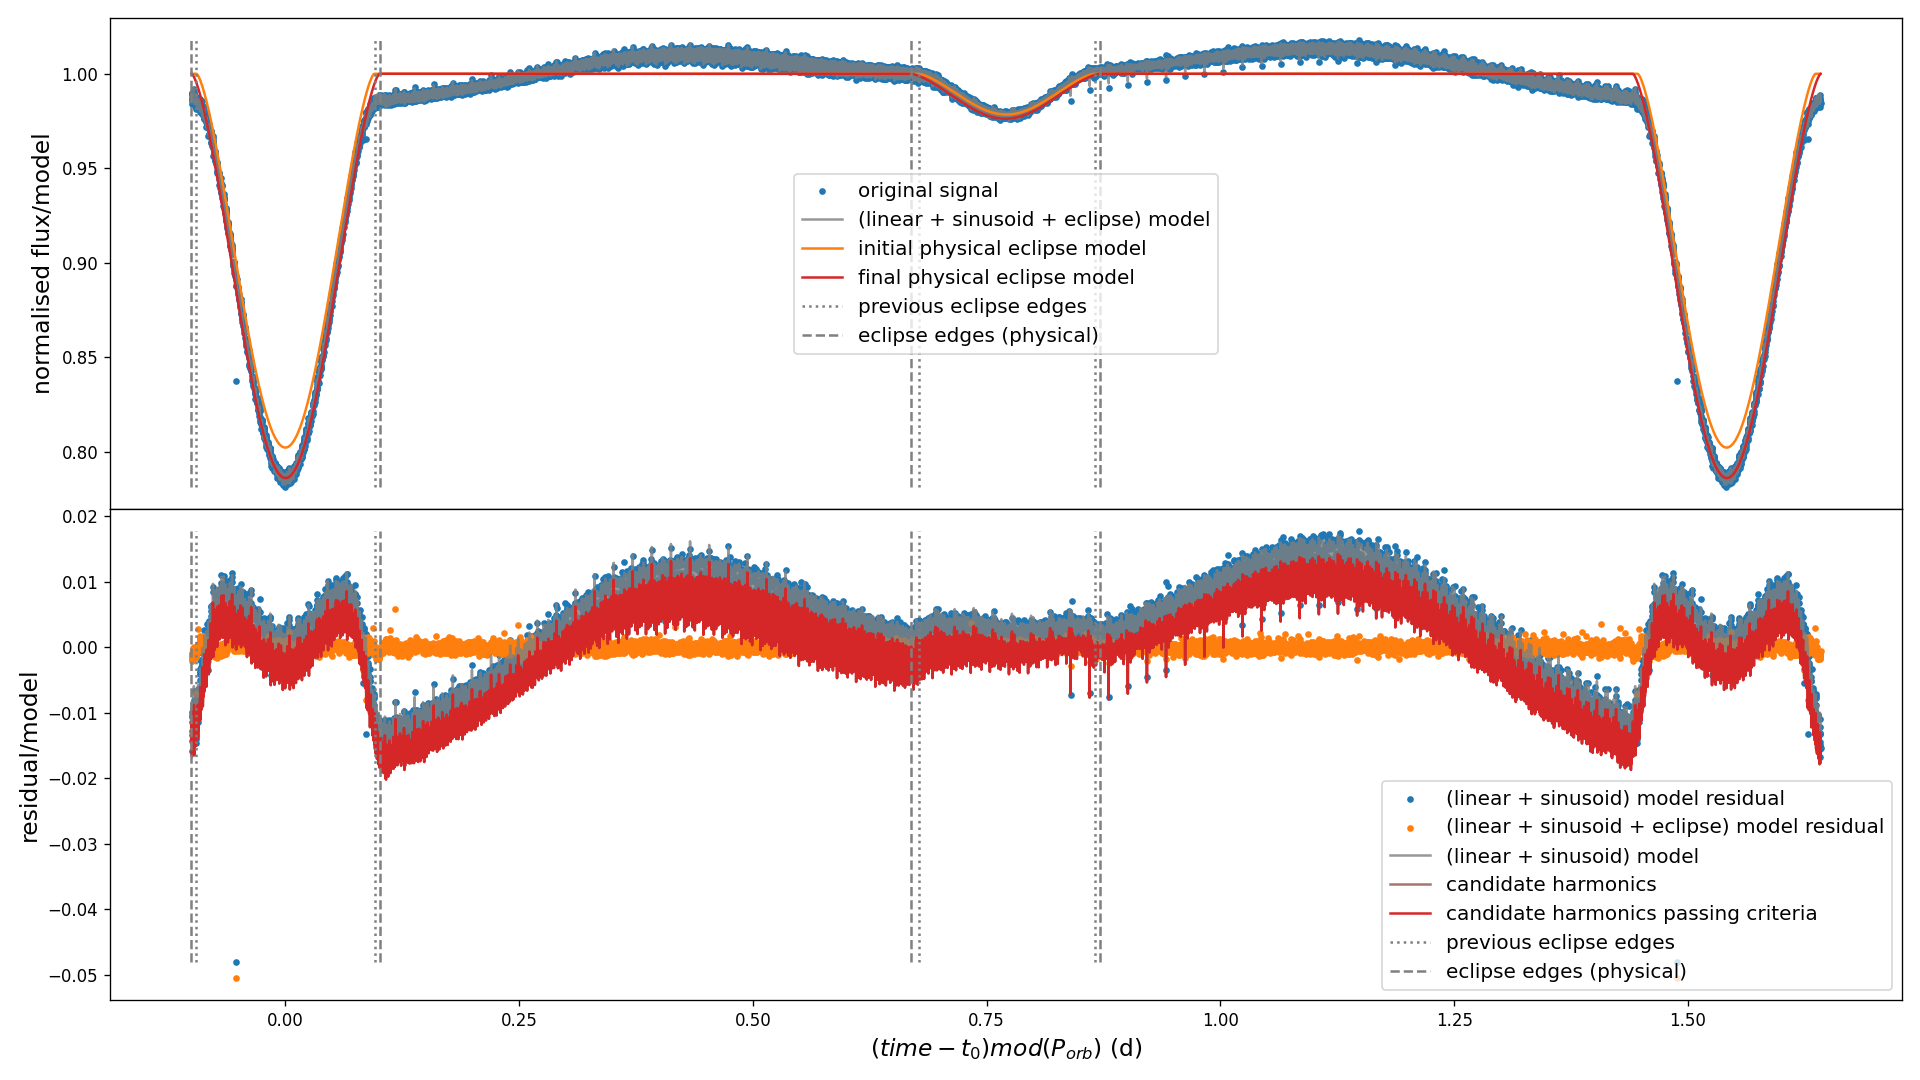 normalised flux/model
1.00
0.95
0.90
0.85
0.80
original signal
(linear + sinusoid + eclipse) model
initial physical eclipse model
final physical eclipse model
previous eclipse edges
eclipse edges (physical)
residual/model
0.02
0.01
0.00
−0.01
−0.02
−0.03
−0.04
−0.05
(linear + sinusoid) model residual
(linear + sinusoid + eclipse) model residual
(linear + sinusoid) model
candidate harmonics
candidate harmonics passing criteria
previous eclipse edges
eclipse edges (physical)
0.00 0.25 0.50 0.75 1.00 1.25 1.50
(time − t₀)mod(P_orb) (d)